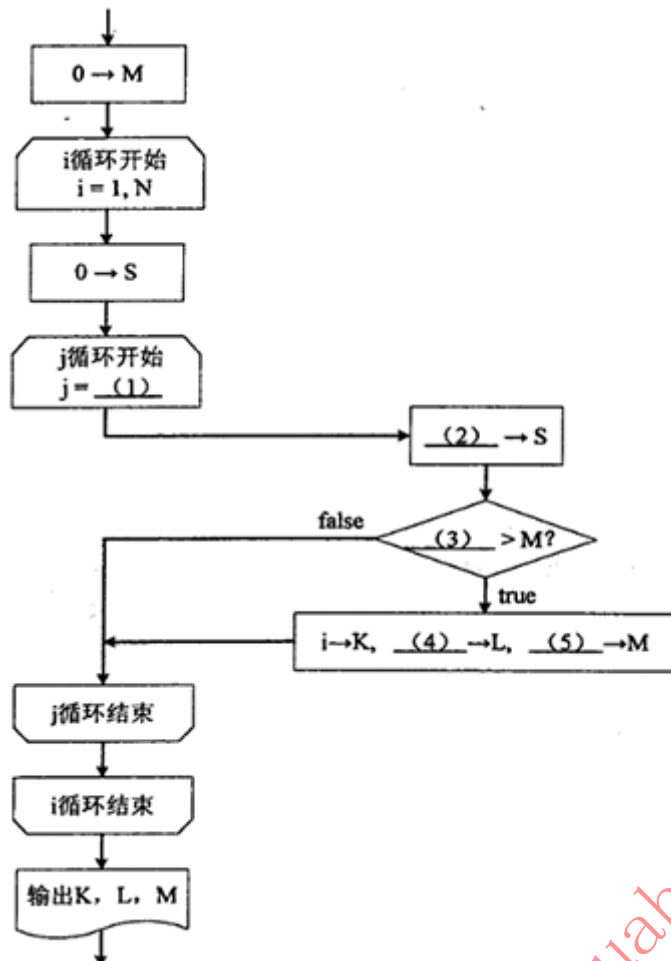 0 → M
i循环开始
i = 1, N
0 → S
j循环开始
j = (1)
(2) → S
false
(3) > M?
true
i→K, (4) →L, (5) →M
j循环结束
i循环结束
输出K, L, M
uab